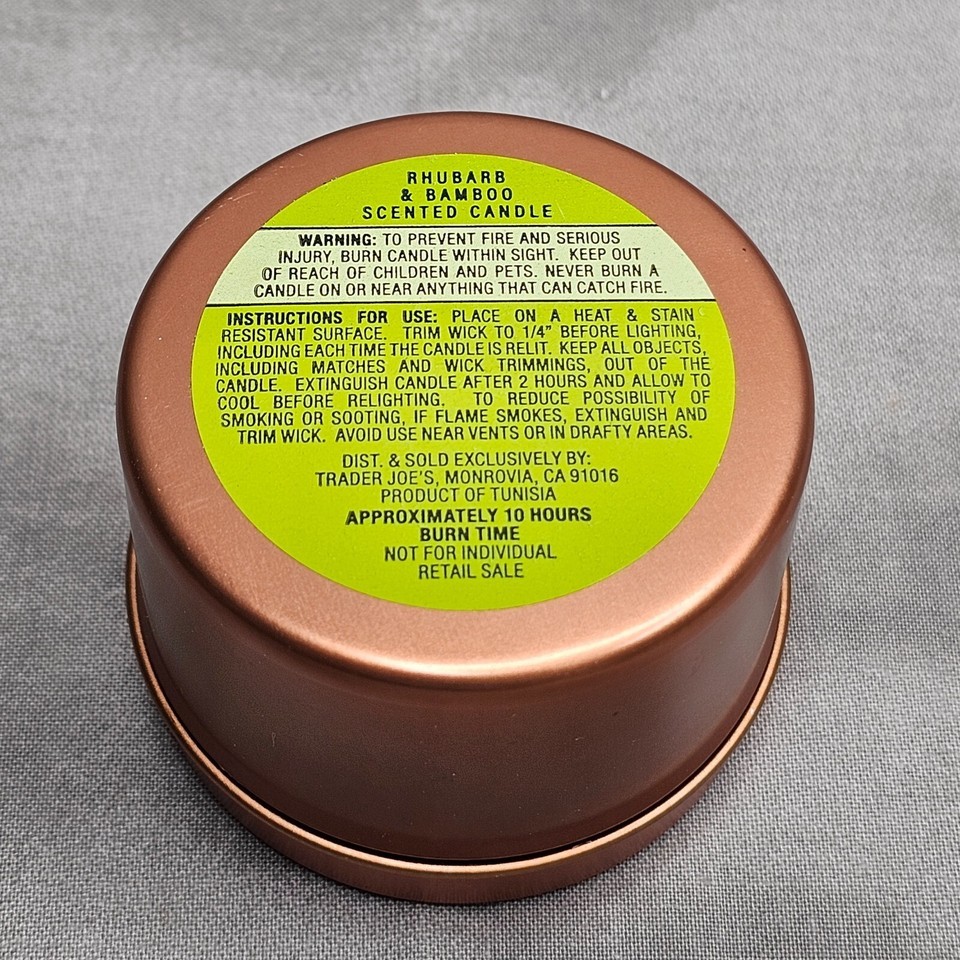 RHUBARB
& BAMBOO
SCENTED CANDLE
WARNING: TO PREVENT FIRE AND SERIOUS
INJURY, BURN CANDLE WITHIN SIGHT. KEEP OUT
OF REACH OF CHILDREN AND PETS. NEVER BURN A
CANDLE ON OR NEAR ANYTHING THAT CAN CATCH FIRE.
INSTRUCTIONS FOR USE: PLACE ON A HEAT & STAIN
RESISTANT SURFACE. TRIM WICK TO 1/4" BEFORE LIGHTING,
INCLUDING EACH TIME THE CANDLE IS RELIT. KEEP ALL OBJECTS,
INCLUDING MATCHES AND WICK TRIMMINGS, OUT OF THE
CANDLE. EXTINGUISH CANDLE AFTER 2 HOURS AND ALLOW TO
COOL BEFORE RELIGHTING. TO REDUCE POSSIBILITY OF
SMOKING OR SOOTING, IF FLAME SMOKES, EXTINGUISH AND
TRIM WICK. AVOID USE NEAR VENTS OR IN DRAFTY AREAS.
DIST. & SOLD EXCLUSIVELY BY:
TRADER JOE'S, MONROVIA, CA 91016
PRODUCT OF TUNISIA
APPROXIMATELY 10 HOURS
BURN TIME
NOT FOR INDIVIDUAL
RETAIL SALE